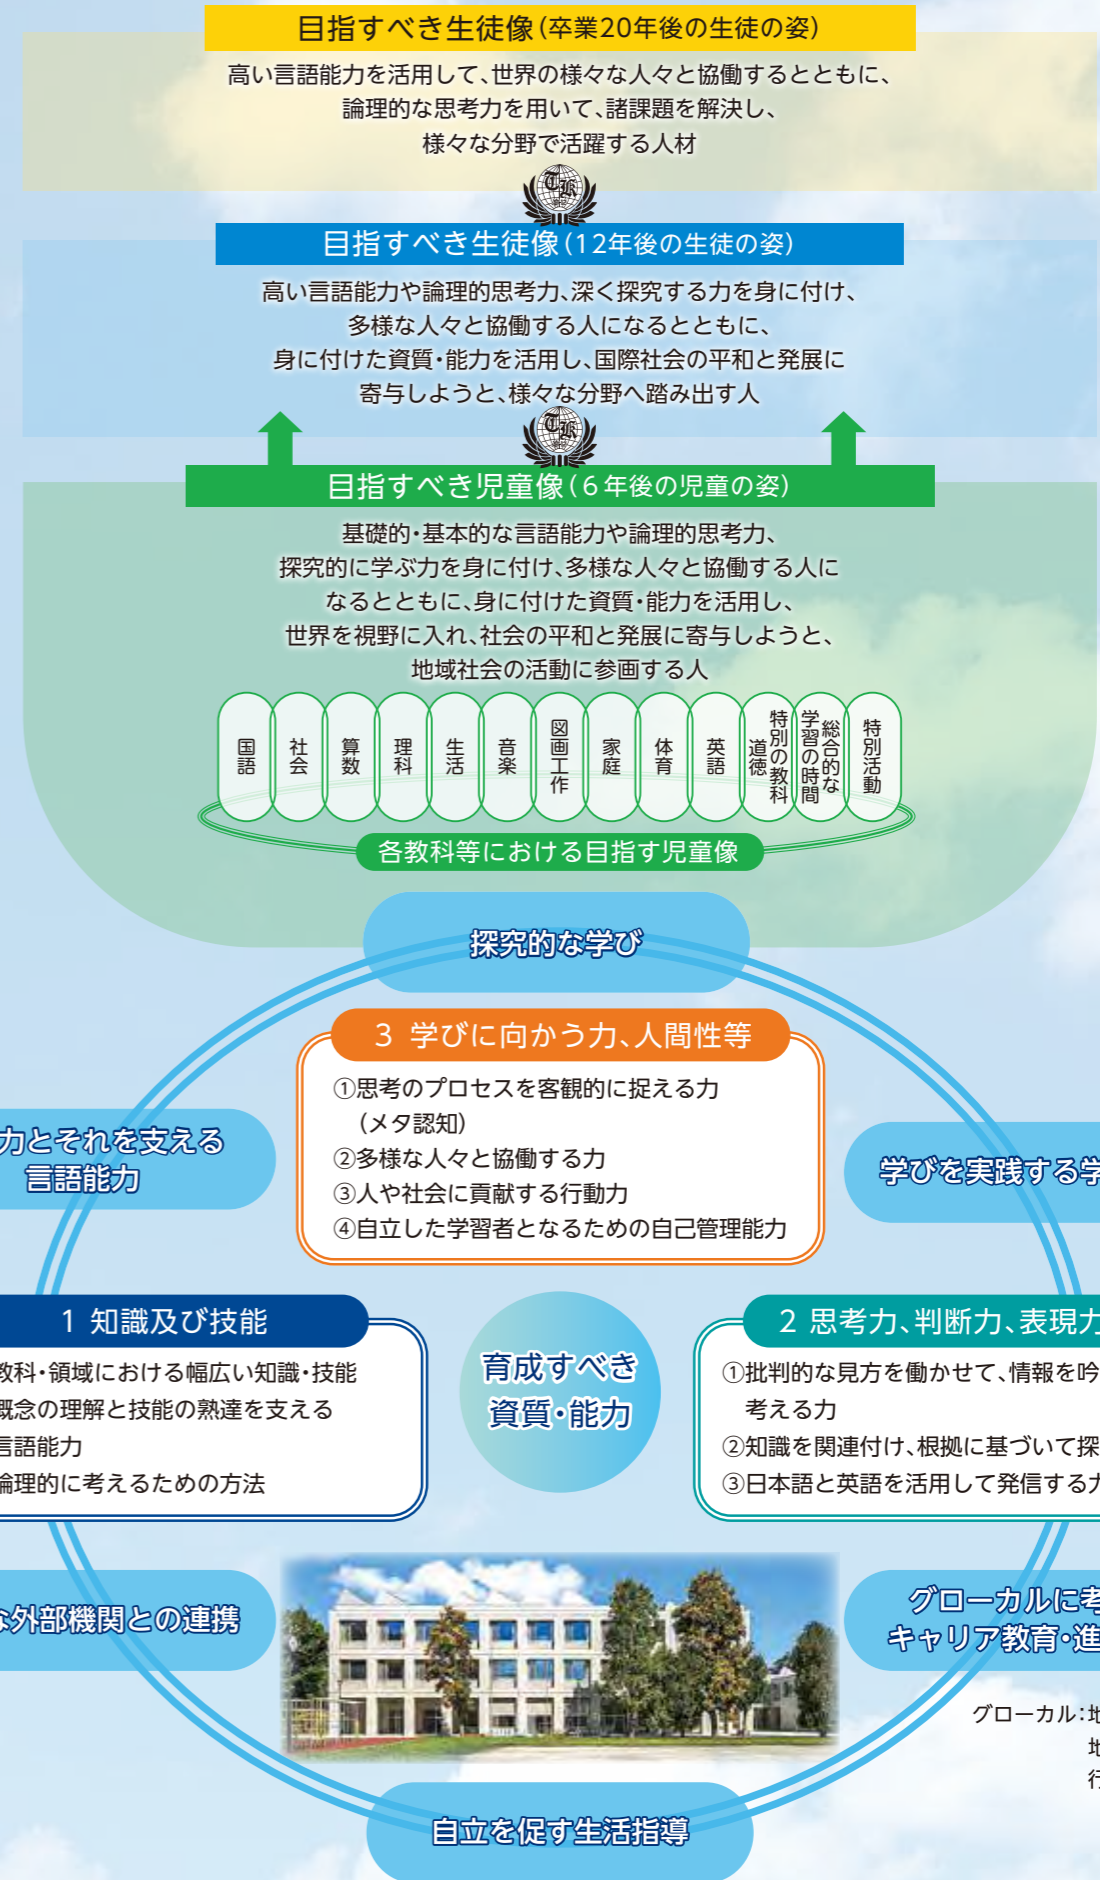 目指すべき生徒像(卒業20年後の生徒の姿)
高い言語能力を活用して、世界の様々な人々と協働するとともに、
論理的な思考力を用いて、諸課題を解決し、
様々な分野で活躍する人材
TK
目指すべき生徒像(12年後の生徒の姿)
高い言語能力や論理的思考力、深く探究する力を身に付け、
多様な人々と協働する人になるとともに、
身に付けた資質・能力を活用し、国際社会の平和と発展に
寄与しようと、様々な分野へ踏み出す人
TK
目指すべき児童像(6年後の児童の姿)
基礎的・基本的な言語能力や論理的思考力、
探究的に学ぶ力を身に付け、多様な人々と協働する人に
なるとともに、身に付けた資質・能力を活用し、
世界を視野に入れ、社会の平和と発展に寄与しようと、
地域社会の活動に参画する人
国語
社会
算数
理科
生活
音楽
図画工作
家庭
体育
英語
特別の教科
道徳
総合的な
学習の時間
特別活動
各教科等における目指す児童像
探究的な学び
3 学びに向かう力、人間性等
①思考のプロセスを客観的に捉える力
(メタ認知)
②多様な人々と協働する力
③人や社会に貢献する行動力
④自立した学習者となるための自己管理能力
力とそれを支える
言語能力
学びを実践する学
1 知識及び技能
教科・領域における幅広い知識・技能
概念の理解と技能の熟達を支える
言語能力
論理的に考えるための方法
育成すべき
資質・能力
2 思考力、判断力、表現力
①批判的な見方を働かせて、情報を吟
考える力
②知識を関連付け、根拠に基づいて探
③日本語と英語を活用して発信する力
な外部機関との連携
グローカルに考
キャリア教育・進
グローカル:地
地
行
自立を促す生活指導